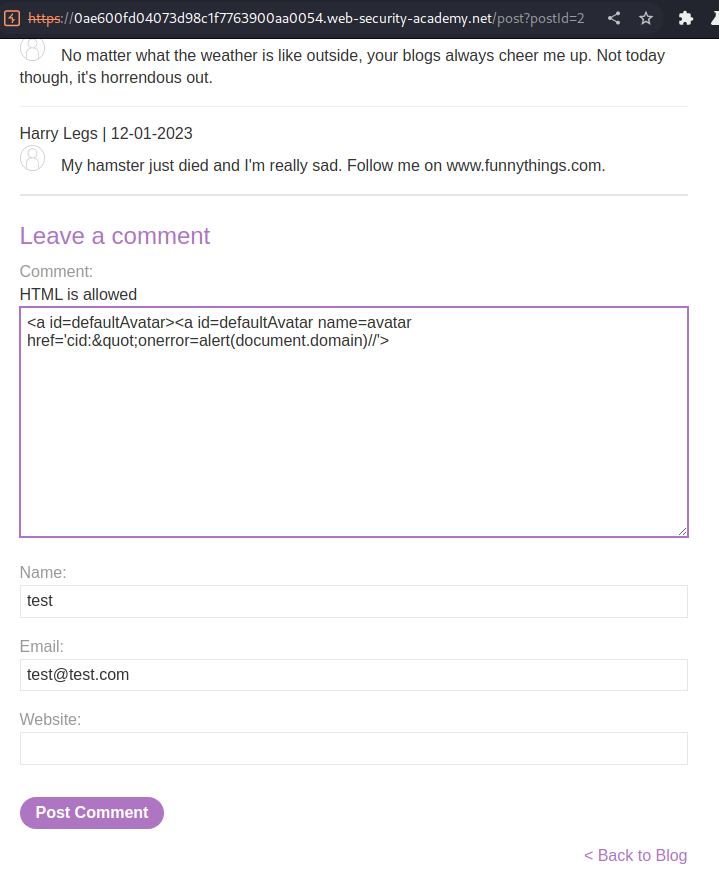 https://0ae600fd04073d98c1f7763900aa0054.web-security-academy.net/post?postId=2
No matter what the weather is like outside, your blogs always cheer me up. Not today
though, it's horrendous out.
Harry Legs | 12-01-2023
My hamster just died and I'm really sad. Follow me on www.funnythings.com.
Leave a comment
Comment:
HTML is allowed
<a id=defaultAvatar><a id=defaultAvatar name=avatar
href='cid:&quot;onerror=alert(document.domain)//'>
Name:
test
Email:
test@test.com
Website:
Post Comment
< Back to Blog